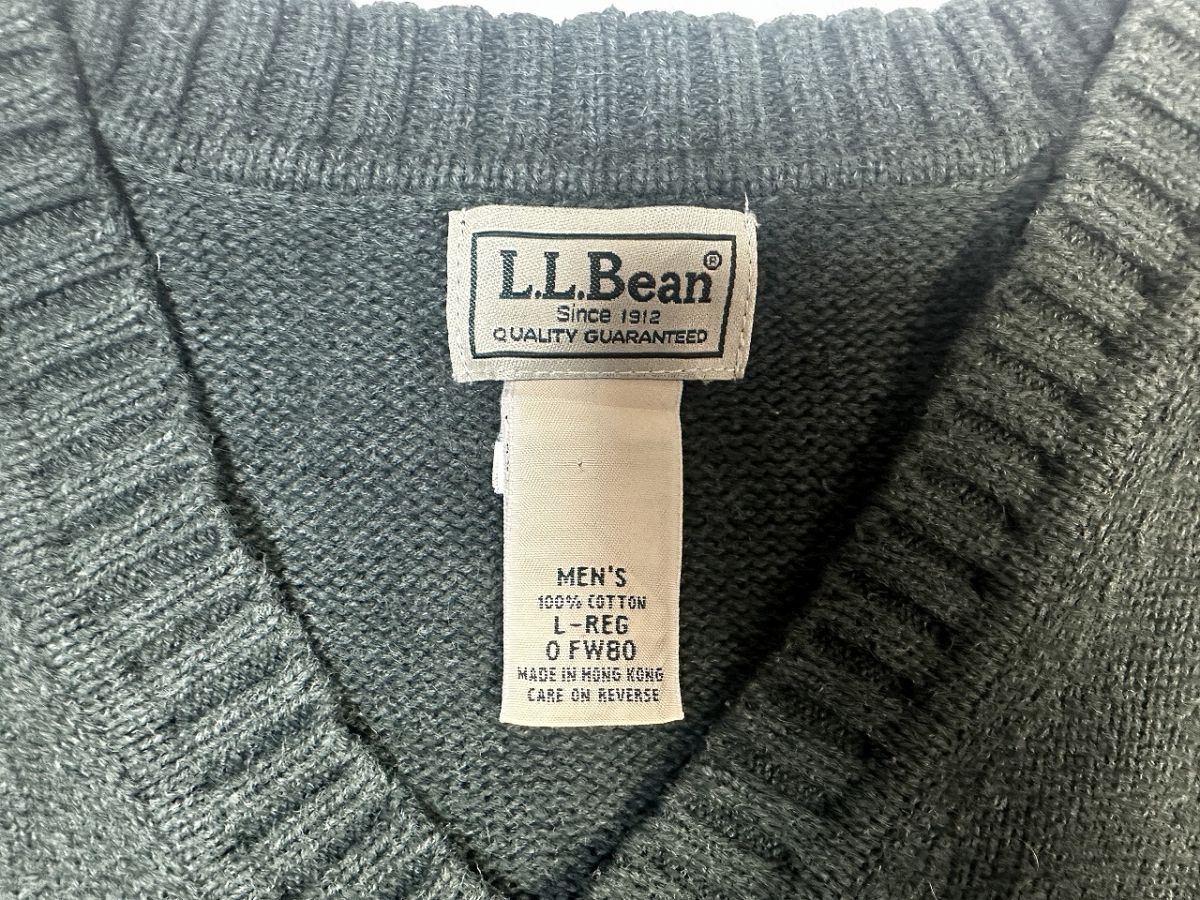 L.L.Bean®
Since 1912
QUALITY GUARANTEED
MEN'S
100% COTTON
L-REG
0 FW80
MADE IN HONG KONG
CARE ON REVERSE